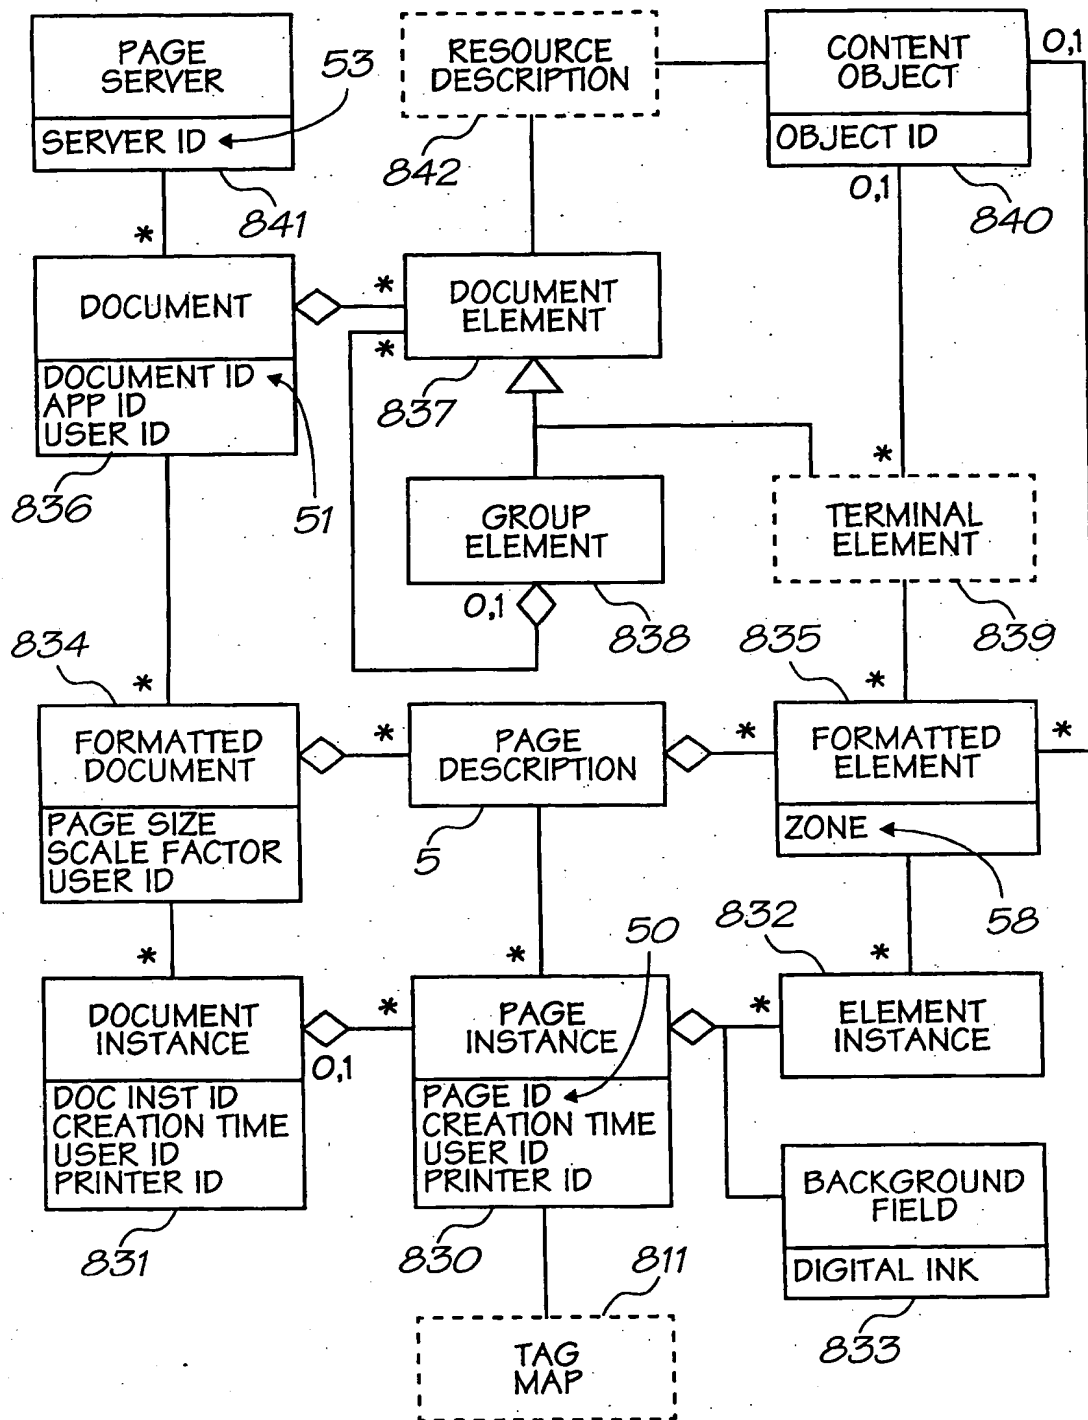 PAGE
SERVER
53
SERVER ID
841
RESOURCE
DESCRIPTION
842
CONTENT
OBJECT
0,1
OBJECT ID
0,1
840
*
DOCUMENT
DOCUMENT ID
APP ID
USER ID
836
51
*
*
DOCUMENT
ELEMENT
837
GROUP
ELEMENT
0,1
838
*
TERMINAL
ELEMENT
839
834
*
FORMATTED
DOCUMENT
PAGE SIZE
SCALE FACTOR
USER ID
*
PAGE
DESCRIPTION
5
835
*
*
FORMATTED
ELEMENT
*
ZONE
58
*
DOCUMENT
INSTANCE
0,1
DOC INST ID
CREATION TIME
USER ID
PRINTER ID
831
50
*
*
PAGE
INSTANCE
PAGE ID
CREATION TIME
USER ID
PRINTER ID
830
832
*
*
ELEMENT
INSTANCE
BACKGROUND
FIELD
DIGITAL INK
833
811
TAG
MAP